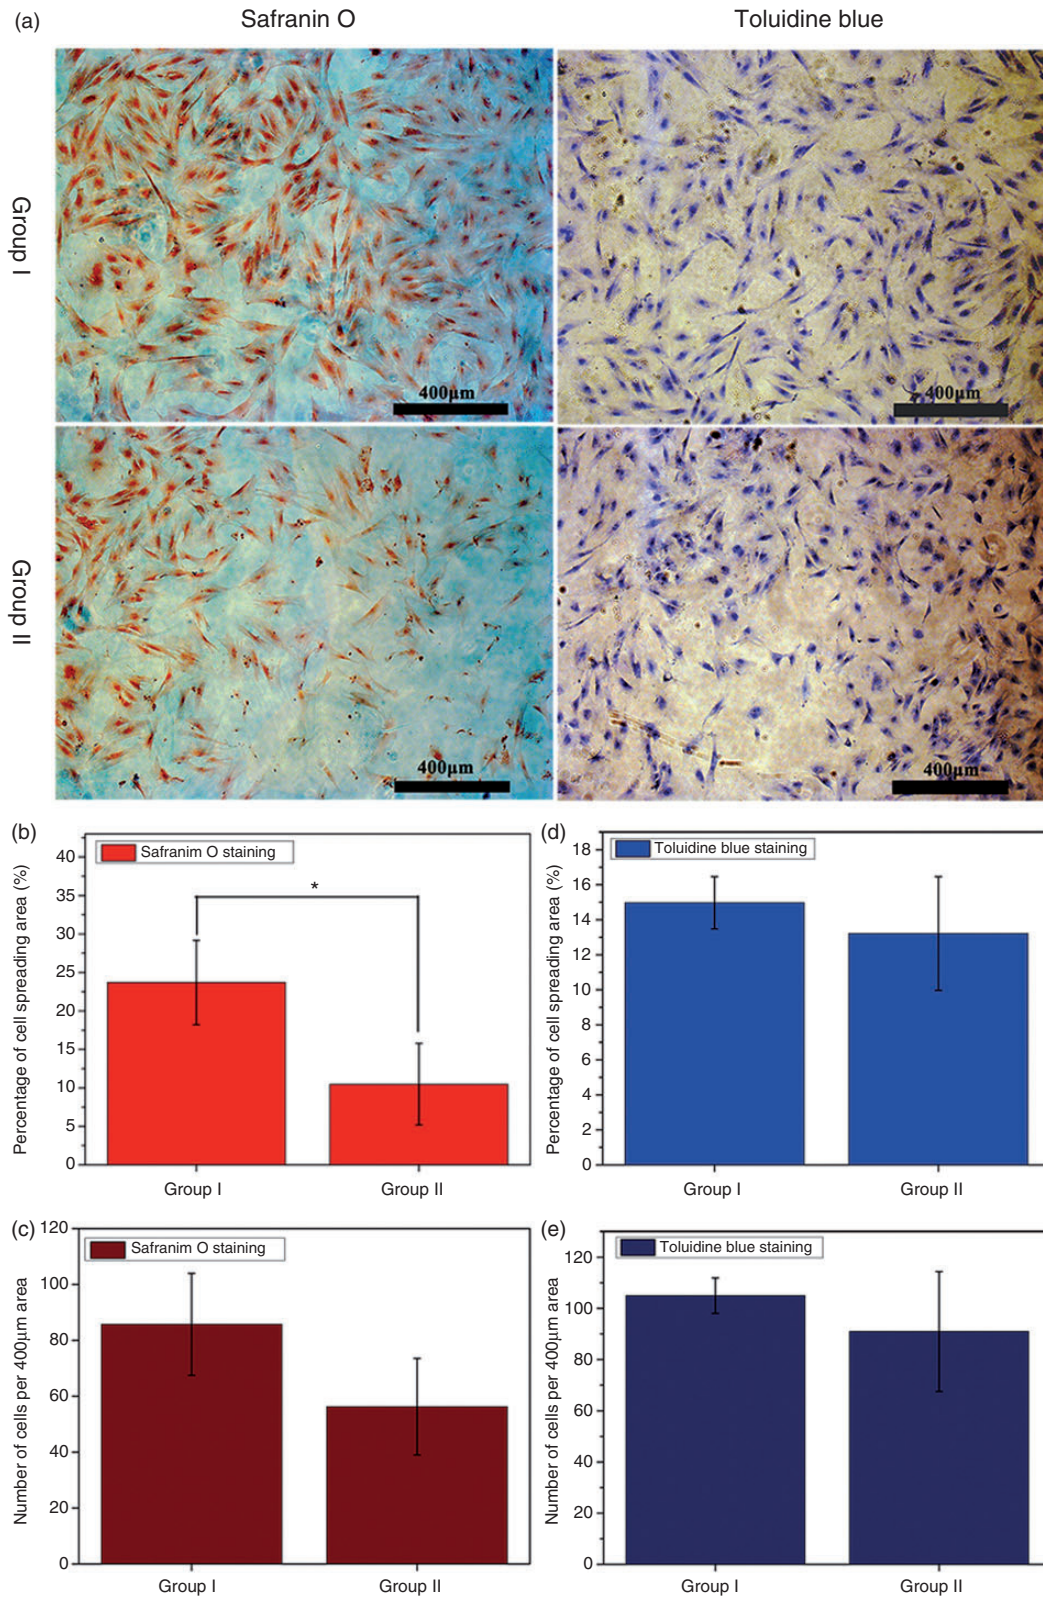 (a)
Safranin O
Toluidine blue
Group I
400µm
400µm
Group II
400µm
400µm
(b)
Percentage of cell spreading area (%)
40
35
30
25
20
15
10
5
0
Safranim O staining
*
Group I
Group II
(d)
Percentage of cell spreading area (%)
18
16
14
12
10
8
6
4
2
0
Toluidine blue staining
Group I
Group II
(c)
Number of cells per 400µm area
120
100
80
60
40
20
0
Safranim O staining
Group I
Group II
(e)
Number of cells per 400µm area
120
100
80
60
40
20
0
Toluidine blue staining
Group I
Group II